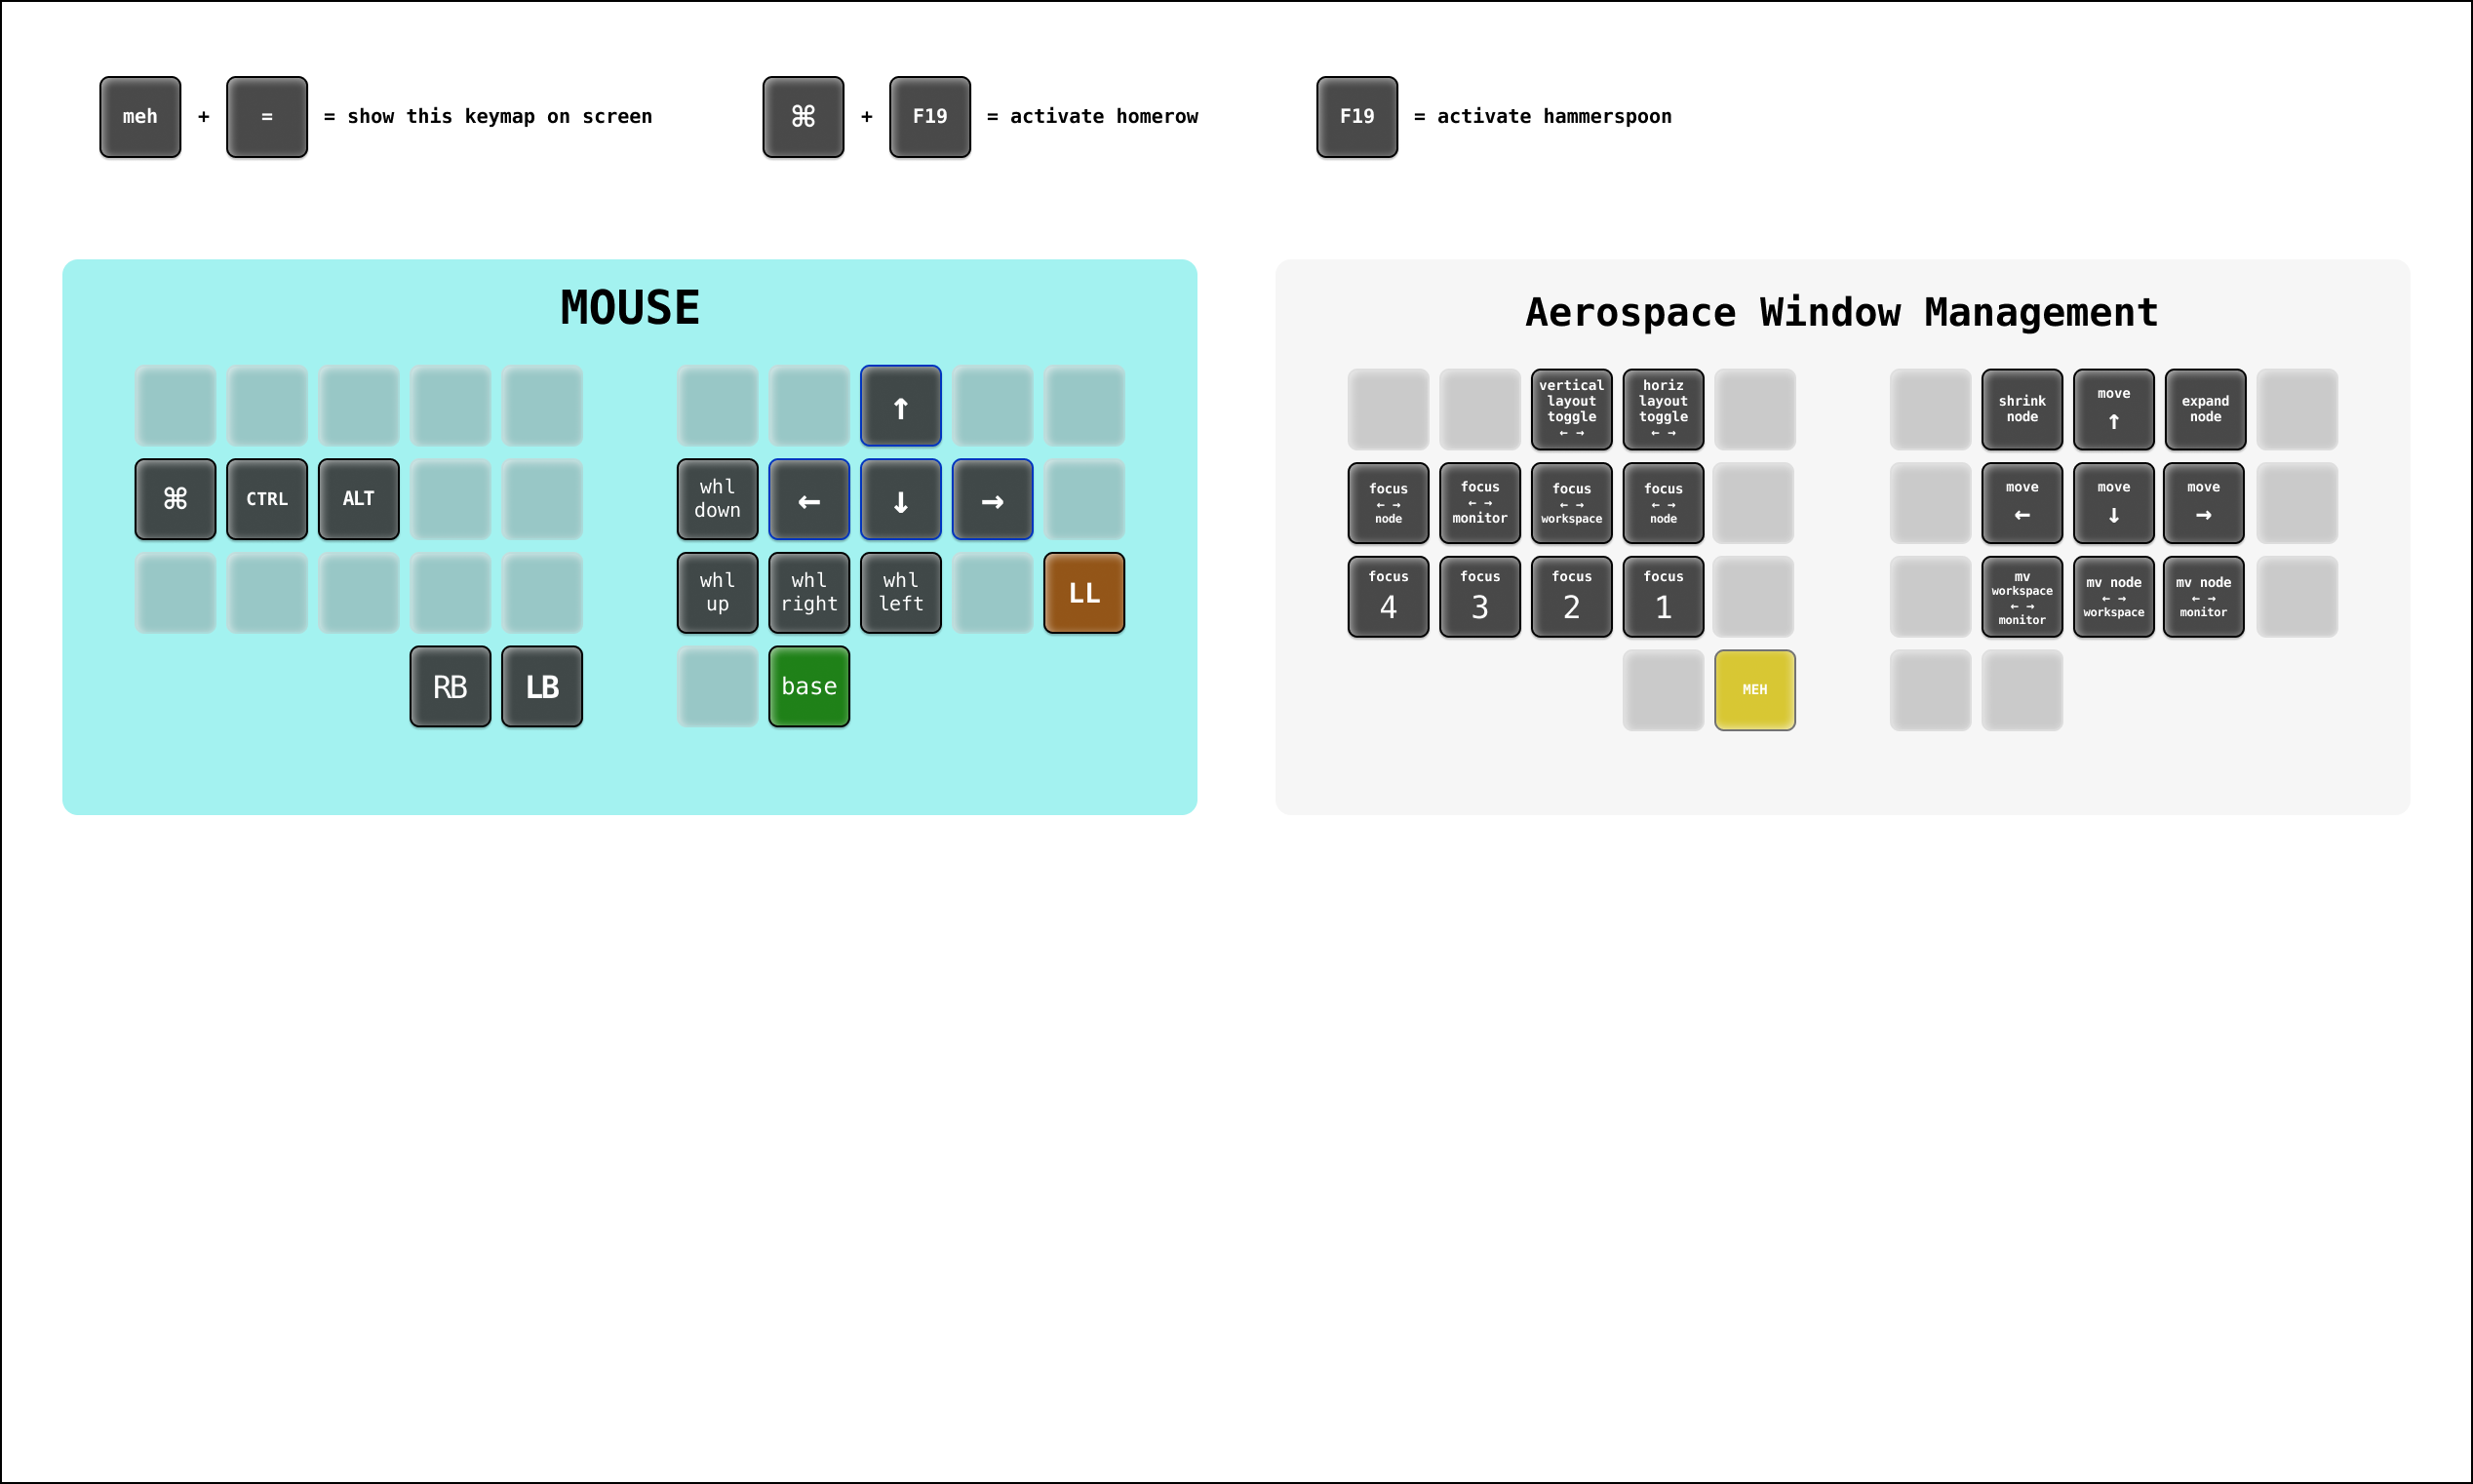 meh + = = show this keymap on screen
⌘ + F19 = activate homerow
F19 = activate hammerspoon
MOUSE
↑
⌘ CTRL ALT
whl
down
← ↓ →
whl
up
whl
right
whl
left
LL
RB LB
base
Aerospace Window Management
vertical
layout
toggle
← →
horiz
layout
toggle
← →
shrink
node
move
↑
expand
node
focus
← →
node
focus
← →
monitor
focus
← →
workspace
focus
← →
node
move
←
move
↓
move
→
focus
4
focus
3
focus
2
focus
1
mv
workspace
← →
monitor
mv node
← →
workspace
mv node
← →
monitor
MEH